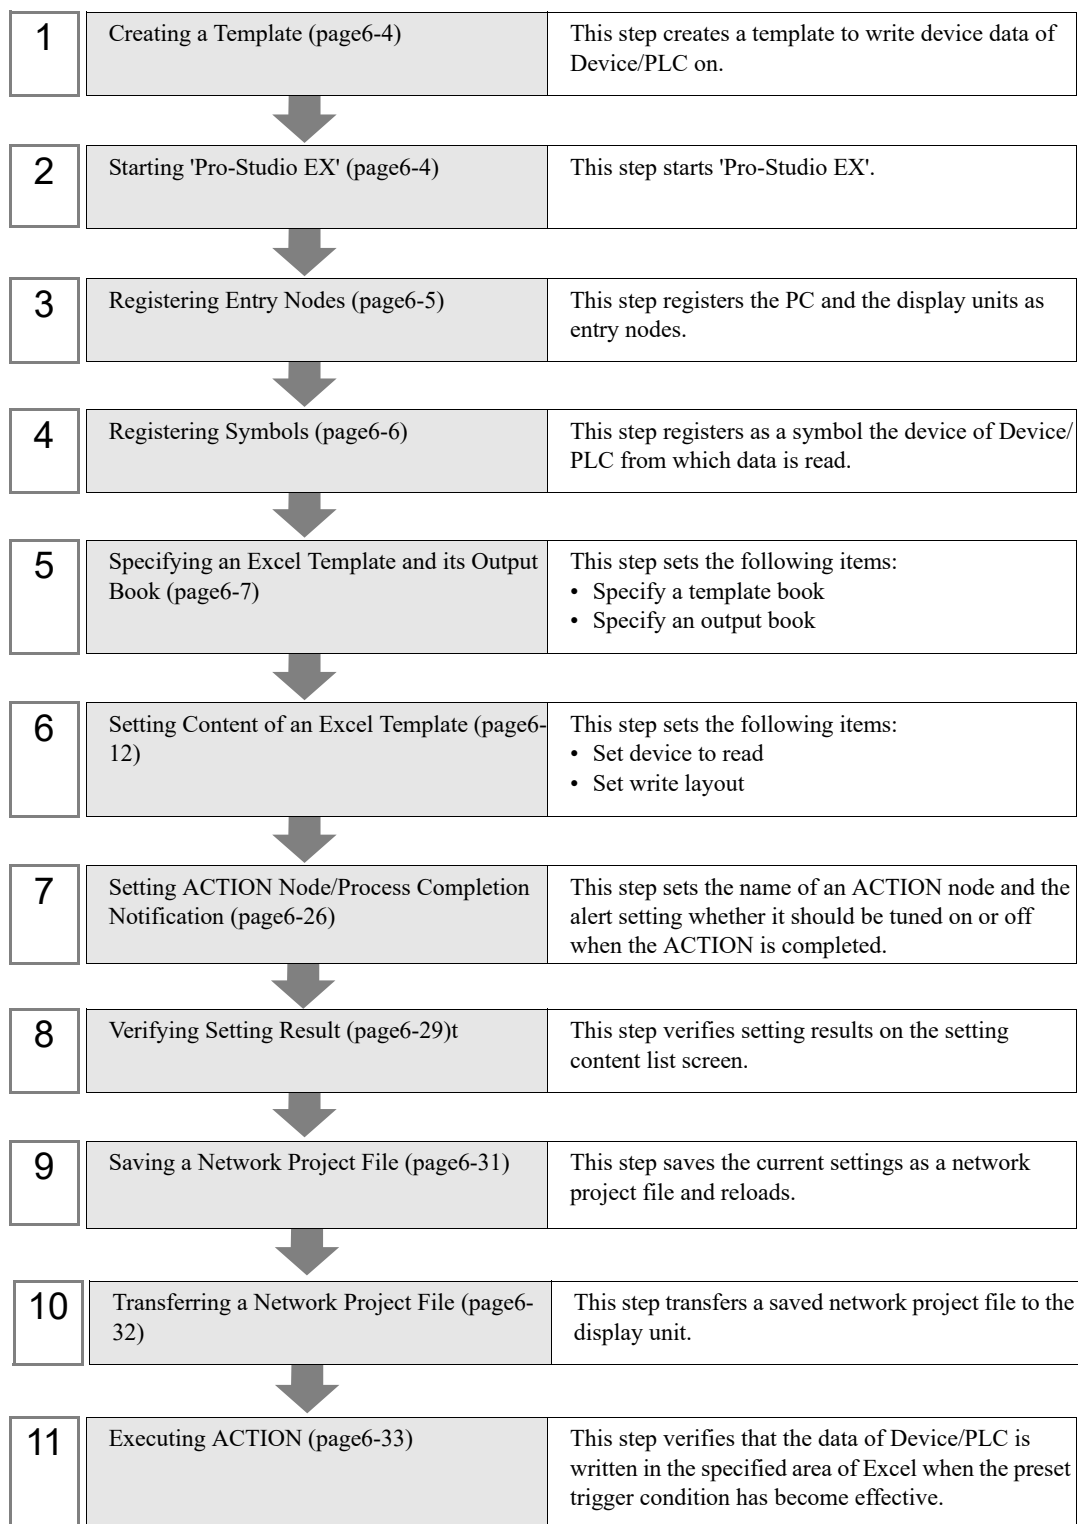 1
Creating a Template (page6-4)
This step creates a template to write device data of
Device/PLC on.
2
Starting 'Pro-Studio EX' (page6-4)
This step starts 'Pro-Studio EX'.
3
Registering Entry Nodes (page6-5)
This step registers the PC and the display units as
entry nodes.
4
Registering Symbols (page6-6)
This step registers as a symbol the device of Device/
PLC from which data is read.
5
Specifying an Excel Template and its Output
Book (page6-7)
This step sets the following items:
• Specify a template book
• Specify an output book
6
Setting Content of an Excel Template (page6-
12)
This step sets the following items:
• Set device to read
• Set write layout
7
Setting ACTION Node/Process Completion
Notification (page6-26)
This step sets the name of an ACTION node and the
alert setting whether it should be tuned on or off
when the ACTION is completed.
8
Verifying Setting Result (page6-29)t
This step verifies setting results on the setting
content list screen.
9
Saving a Network Project File (page6-31)
This step saves the current settings as a network
project file and reloads.
10
Transferring a Network Project File (page6-
32)
This step transfers a saved network project file to the
display unit.
11
Executing ACTION (page6-33)
This step verifies that the data of Device/PLC is
written in the specified area of Excel when the preset
trigger condition has become effective.